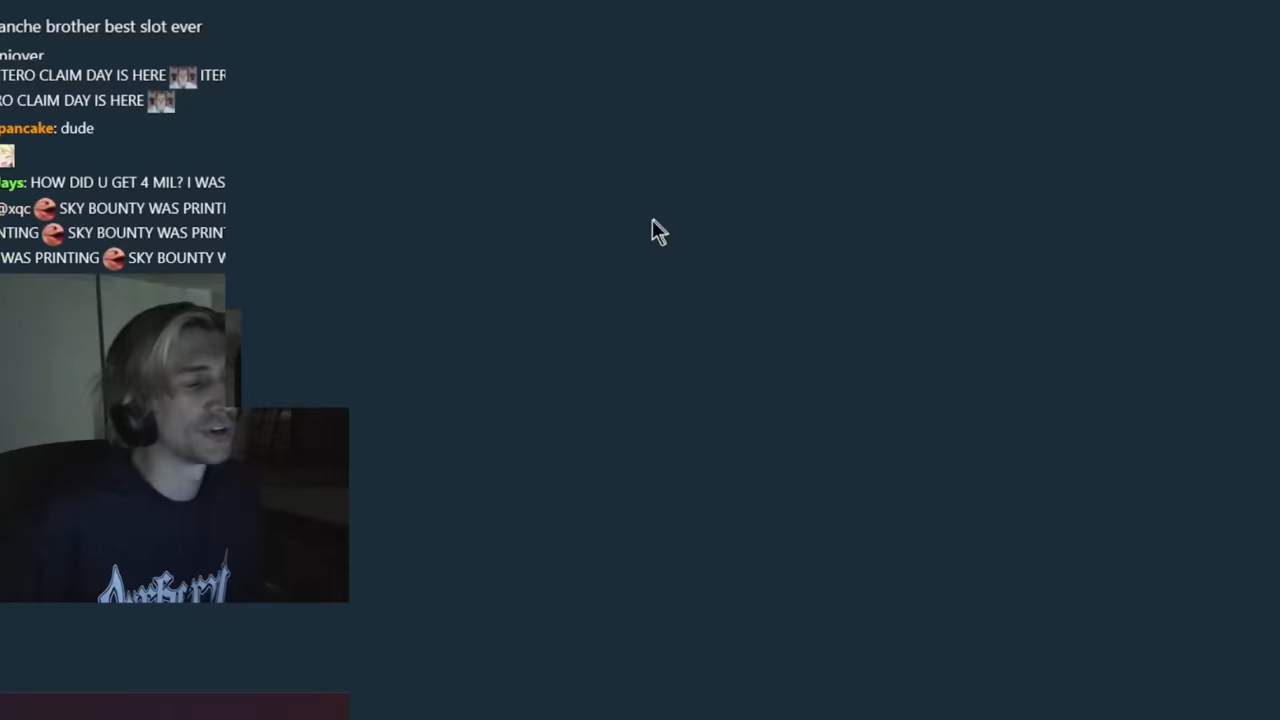 anche brother best slot ever
niover
TERO CLAIM DAY IS HERE ITER
RO CLAIM DAY IS HERE
pancake: dude
Jays: HOW DID U GET 4 MIL? I WAS
@xqc SKY BOUNTY WAS PRINTI
NTING SKY BOUNTY WAS PRIN
WAS PRINTING SKY BOUNTY W